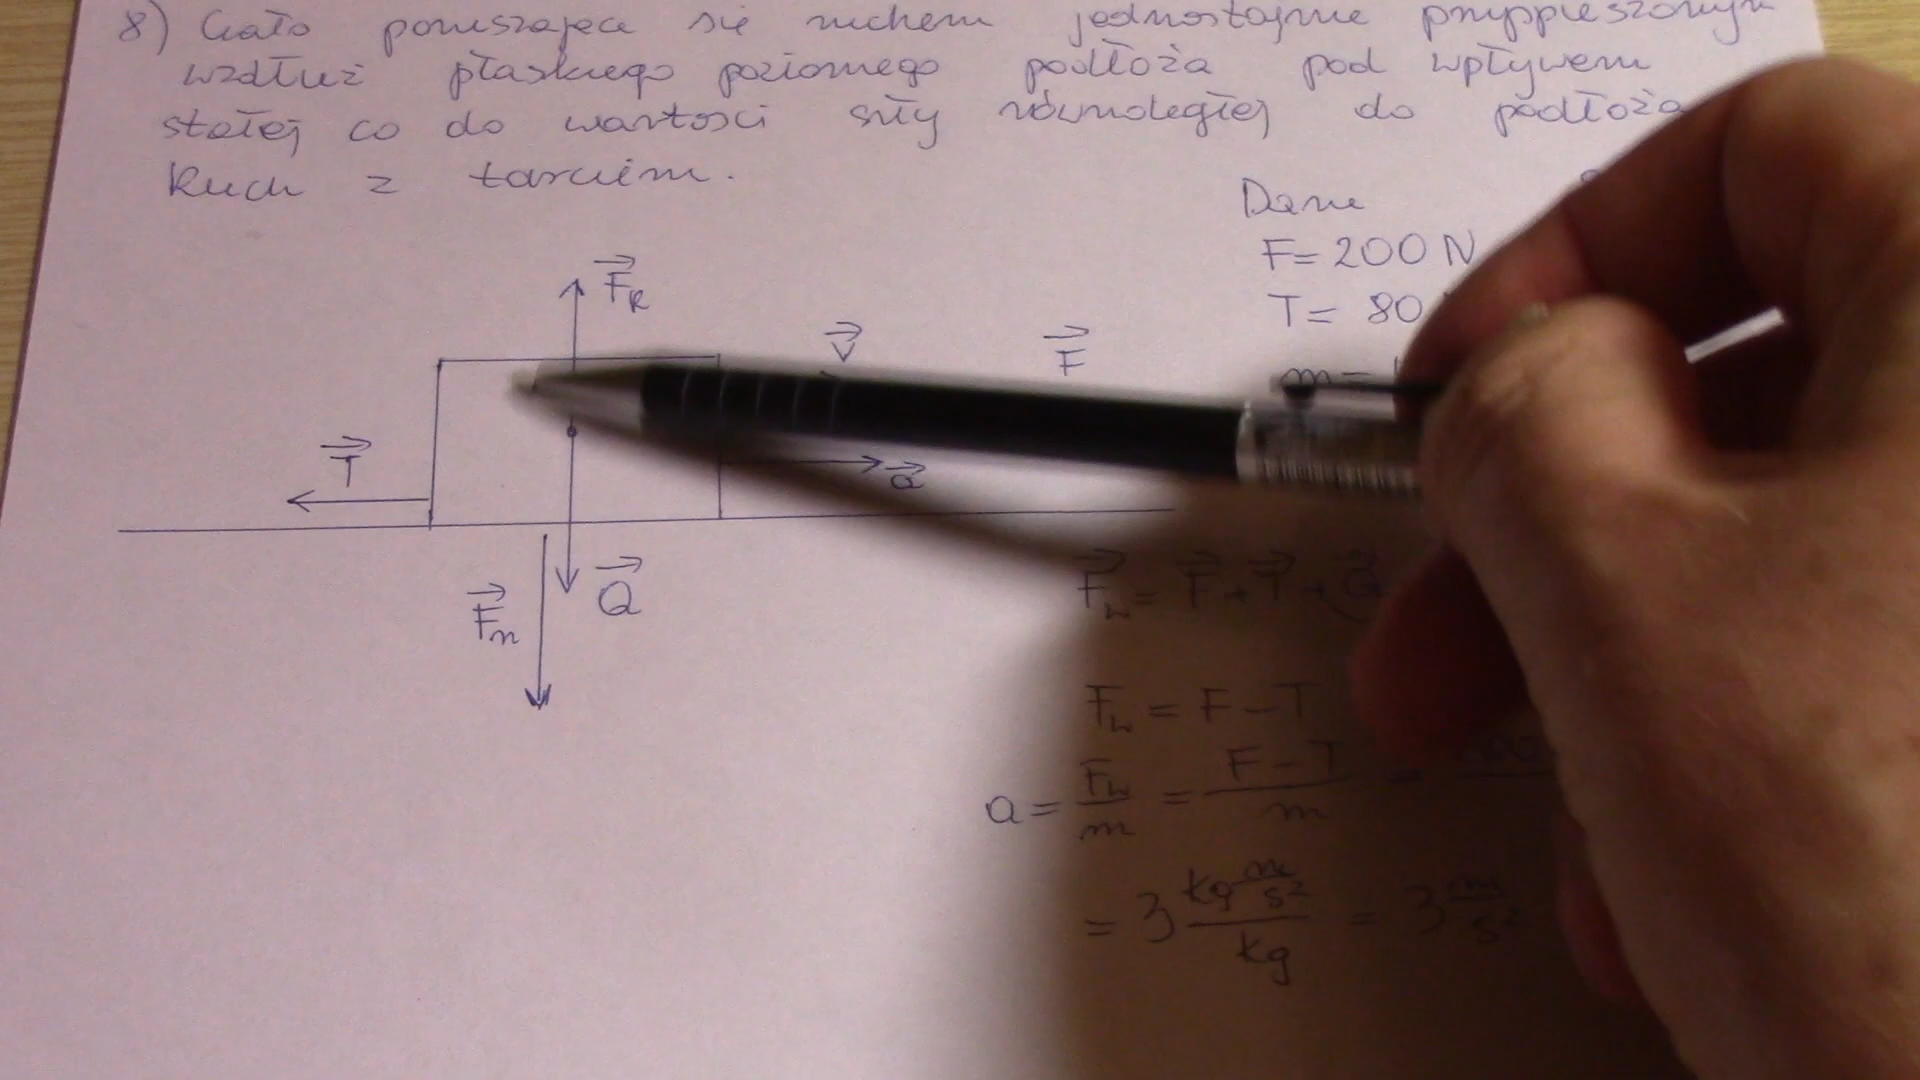 8) Ciało poruszające się ruchem jednostajnie przyspieszonym
wzdłuż płaskiego poziomego podłoża pod wpływem
stałej co do wartości siły równoległej do podłoża
Ruch z tarciem.
Dane
F = 200 N
T = 80
m =
F_R
V
F
T
a
Q
F_n
F_w = F + T + Q
F_w = F - T
a = F_w/m = (F - T)/m =
= 3 (kg m/s²)/kg = 3 m/s²